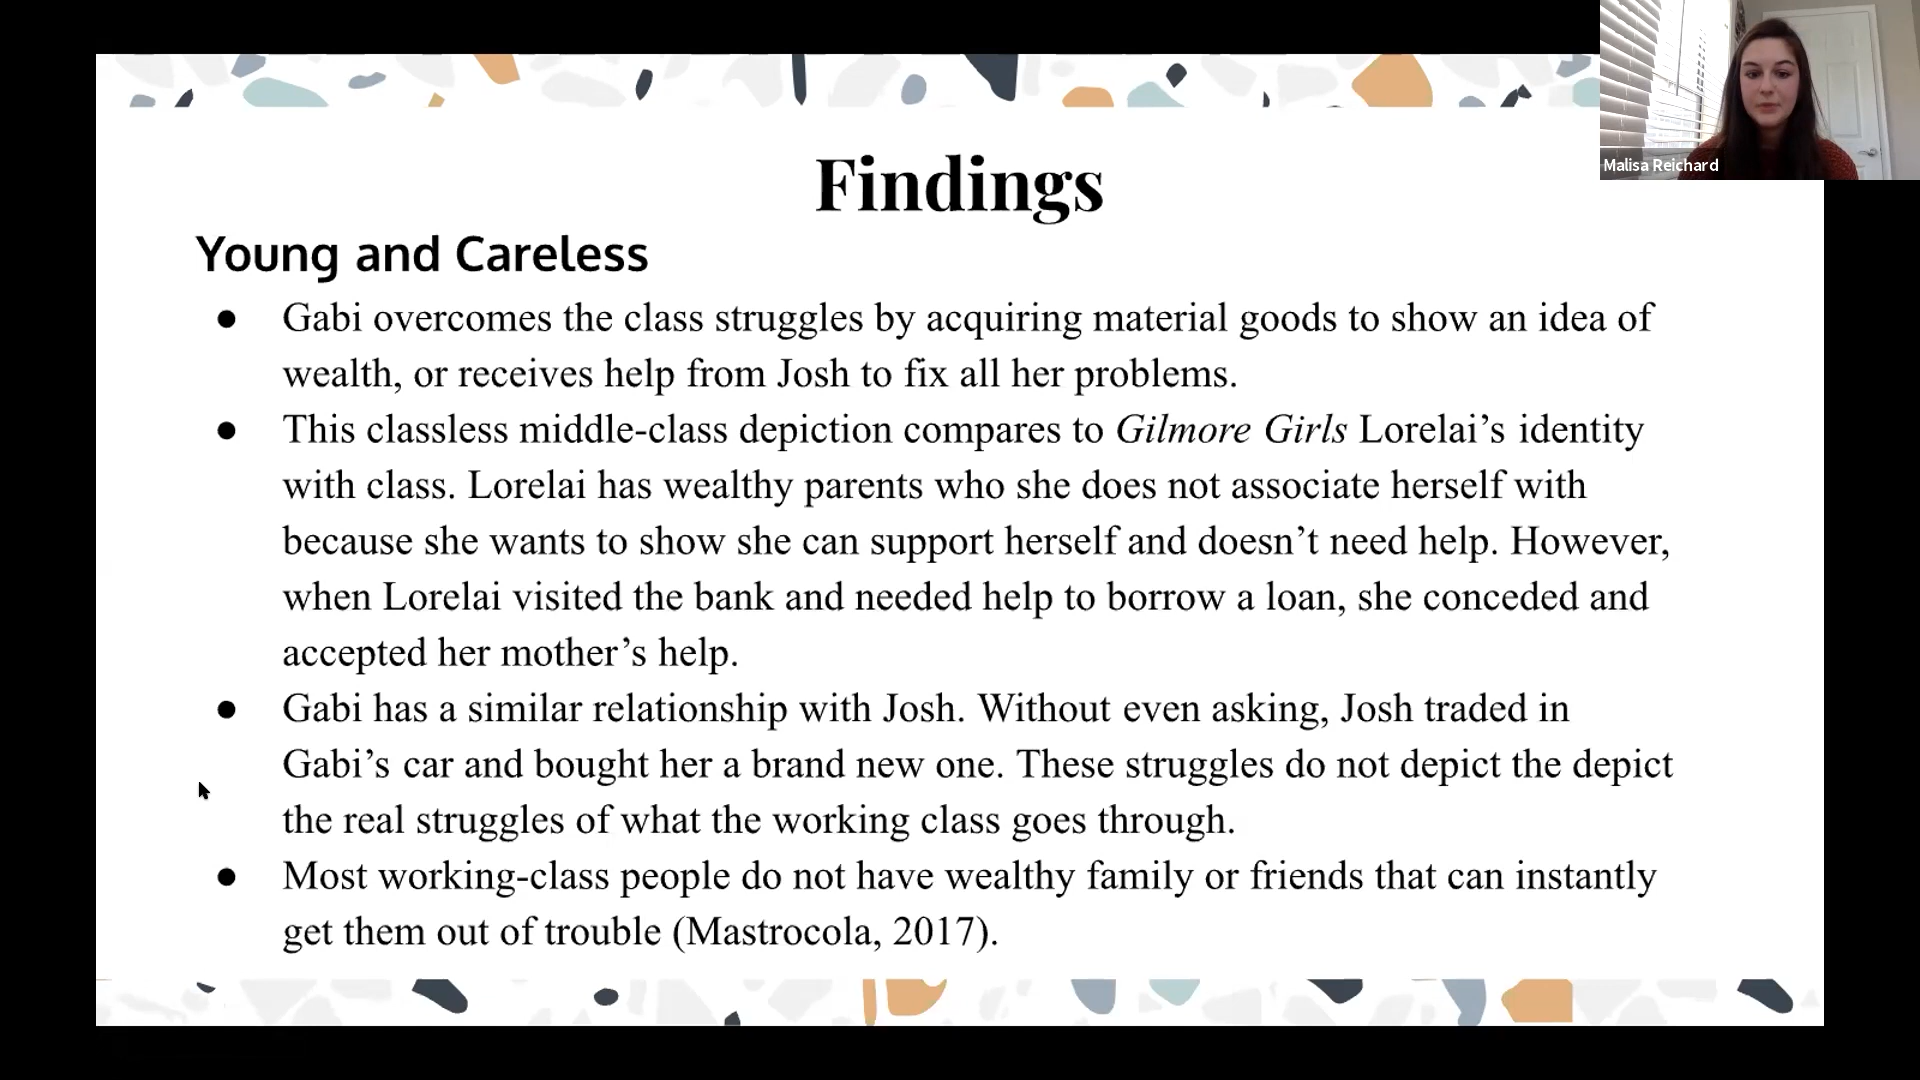 Malisa Reichard
Findings
Young and Careless
● Gabi overcomes the class struggles by acquiring material goods to show an idea of
wealth, or receives help from Josh to fix all her problems.
● This classless middle-class depiction compares to Gilmore Girls Lorelai’s identity
with class. Lorelai has wealthy parents who she does not associate herself with
because she wants to show she can support herself and doesn’t need help. However,
when Lorelai visited the bank and needed help to borrow a loan, she conceded and
accepted her mother’s help.
● Gabi has a similar relationship with Josh. Without even asking, Josh traded in
Gabi’s car and bought her a brand new one. These struggles do not depict the depict
the real struggles of what the working class goes through.
● Most working-class people do not have wealthy family or friends that can instantly
get them out of trouble (Mastrocola, 2017).